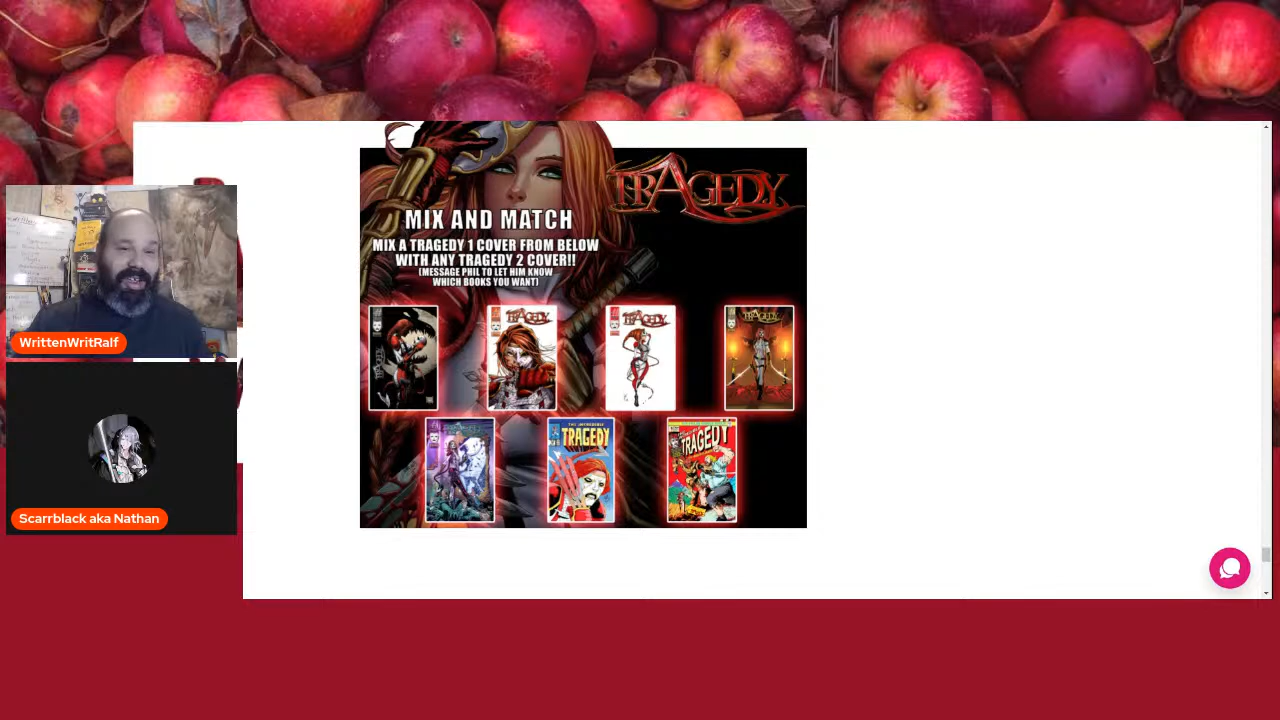 TRAGEDY
MIX AND MATCH
MIX A TRAGEDY 1 COVER FROM BELOW
WITH ANY TRAGEDY 2 COVER!!
(MESSAGE PHIL TO LET HIM KNOW
WHICH BOOKS YOU WANT)
TRAGEDY
TRAGEDY
TRAGEDY
TRAGEDY
THE INCREDIBLE
TRAGEDY
TRAGEDY
WrittenWritRalf
Scarrblack aka Nathan